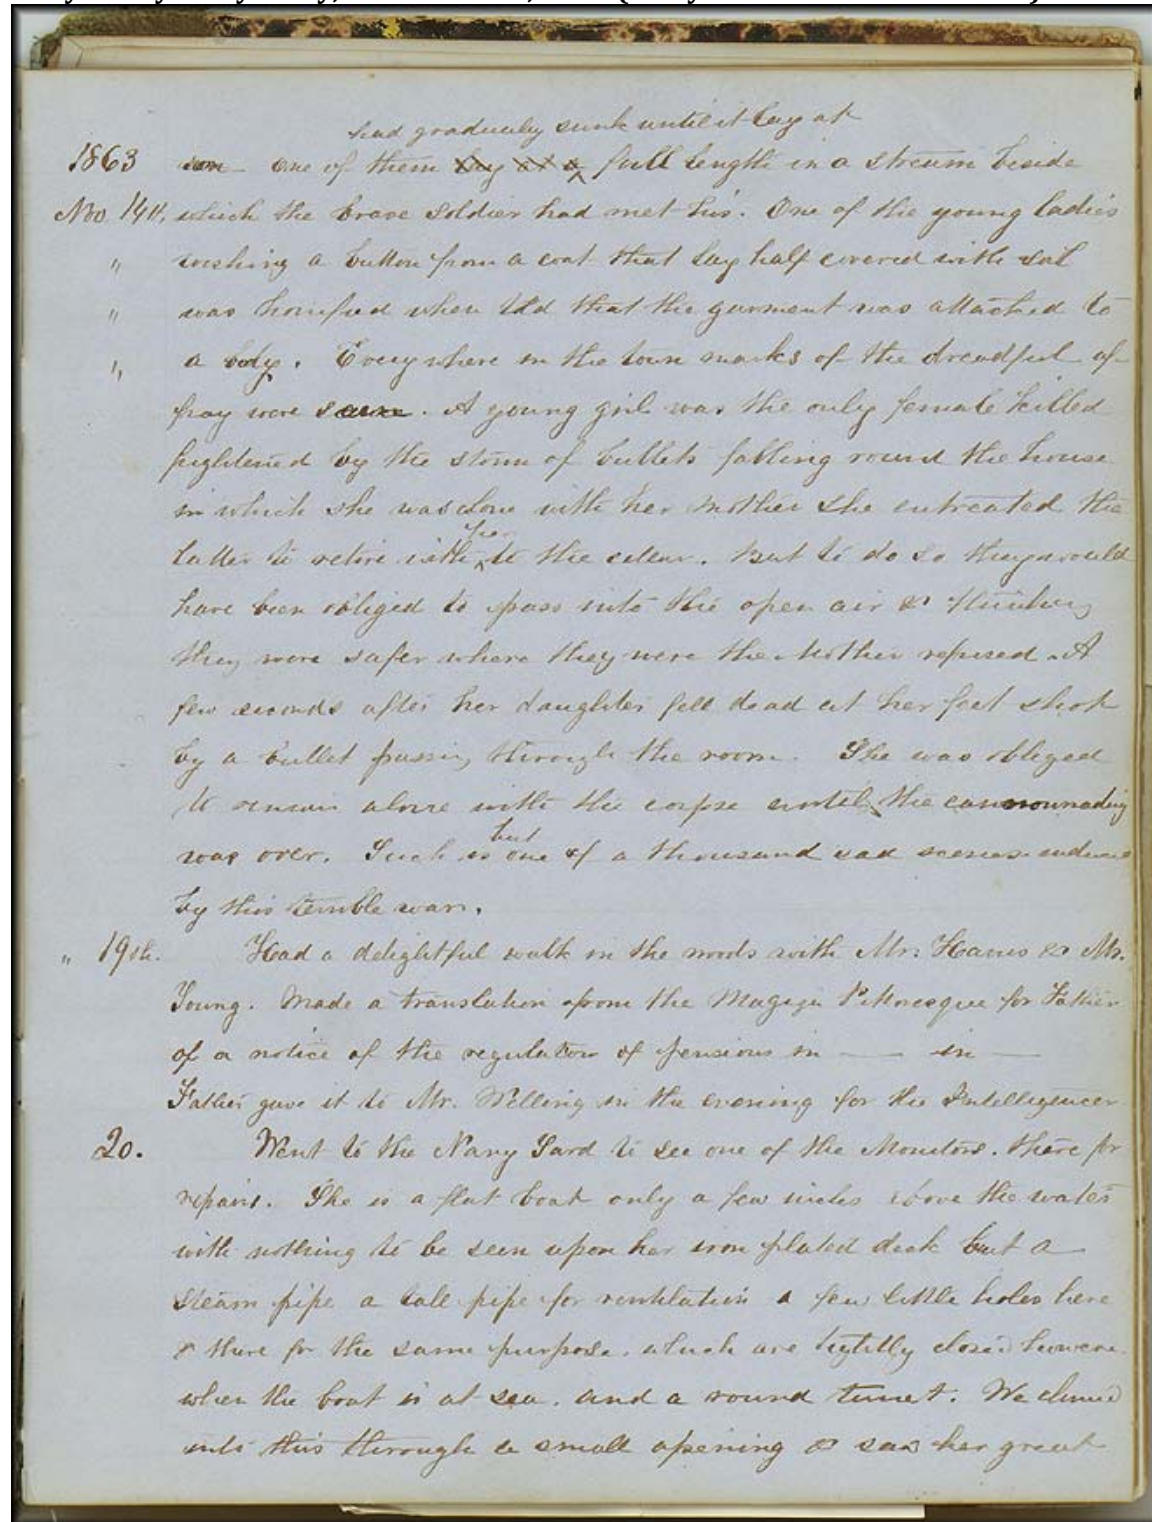 had gradually sunk until it lay at
1863 one of them lay at a full length in a stream beside
Nov 14th, which the brave soldier had met his. One of the young ladies
" wishing a button from a coat that lay half covered with soil
" was horrified when told that the garment was attached to
" a body. Everywhere in the town marks of the dreadful af-
fray were. A young girl was the only female killed
frightened by the storm of bullets falling round the house
in which she was alone with her mother she entreated the
her
latter to retire with to the cellar. But to do so they would
have been obliged to pass into the open air & thinking
they were safer where they were the Mother refused. A
few seconds after her daughter fell dead at her feet shot
by a bullet passing through the room. She was obliged
to remain alone with the corpse until the cannonading
but
was over. Such is one of a thousand sad scenes
by this terrible war.
" 19th. Had a delightful walk in the woods with Mr. & Mr.
Young. Made a translation from the Magazin Pittoresque for Father
of a notice of the regulation of pensions in — in —
Father gave it to Mr. Welling in the evening for the Intelligencer
20. Went to the Navy Yard to see one of the Monitors. there for
repairs. She is a flat boat only a few inches above the water
with nothing to be seen upon her iron plated deck but a
steam pipe a tall pipe for ventilation a few little holes here
& there for the same purpose. which are tightly closed however
when the boat is at sea. and a round turret. We climed
into this through a small opening & saw her great